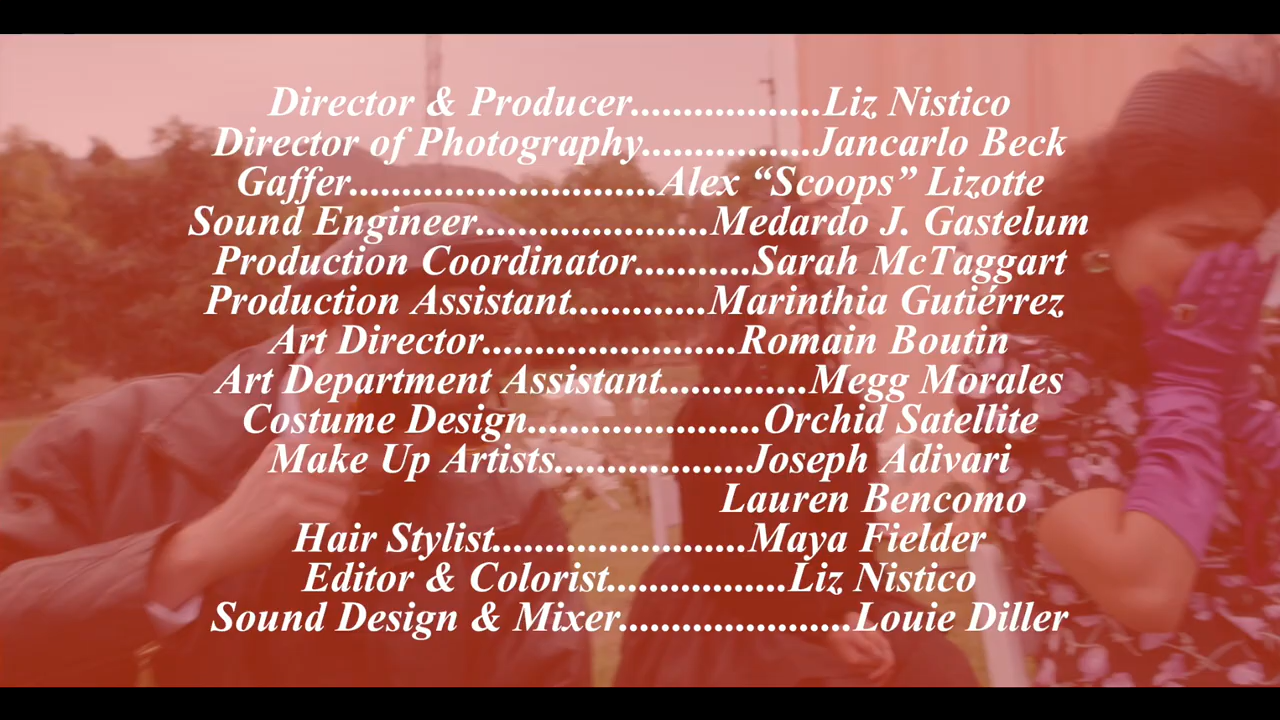 Director & Producer..................Liz Nistico
Director of Photography................Jancarlo Beck
Gaffer.............................Alex “Scoops” Lizotte
Sound Engineer......................Medardo J. Gastelum
Production Coordinator...........Sarah McTaggart
Production Assistant.............Marinthia Gutiérrez
Art Director........................Romain Boutin
Art Department Assistant..............Megg Morales
Costume Design......................Orchid Satellite
Make Up Artists..................Joseph Adivari
Lauren Bencomo
Hair Stylist........................Maya Fielder
Editor & Colorist.................Liz Nistico
Sound Design & Mixer......................Louie Diller